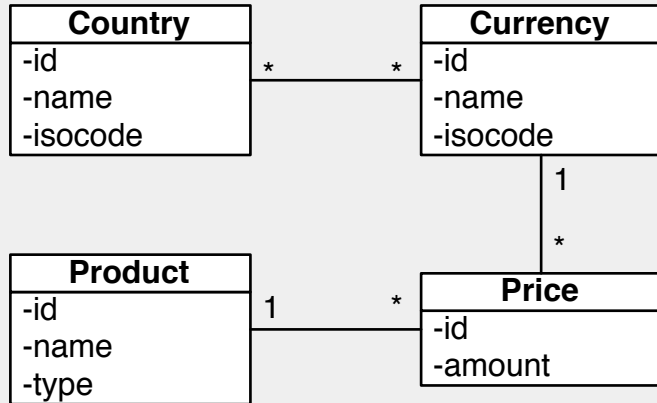 Country
-id
-name
-isocode
* *
Currency
-id
-name
-isocode
1
*
Product
-id
-name
-type
1 *
Price
-id
-amount